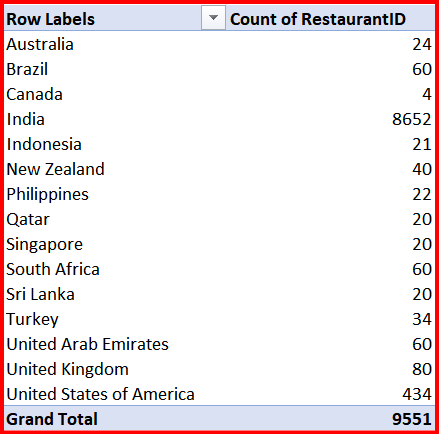 Row Labels Count of RestaurantID
Australia 24
Brazil 60
Canada 4
India 8652
Indonesia 21
New Zealand 40
Philippines 22
Qatar 20
Singapore 20
South Africa 60
Sri Lanka 20
Turkey 34
United Arab Emirates 60
United Kingdom 80
United States of America 434
Grand Total 9551